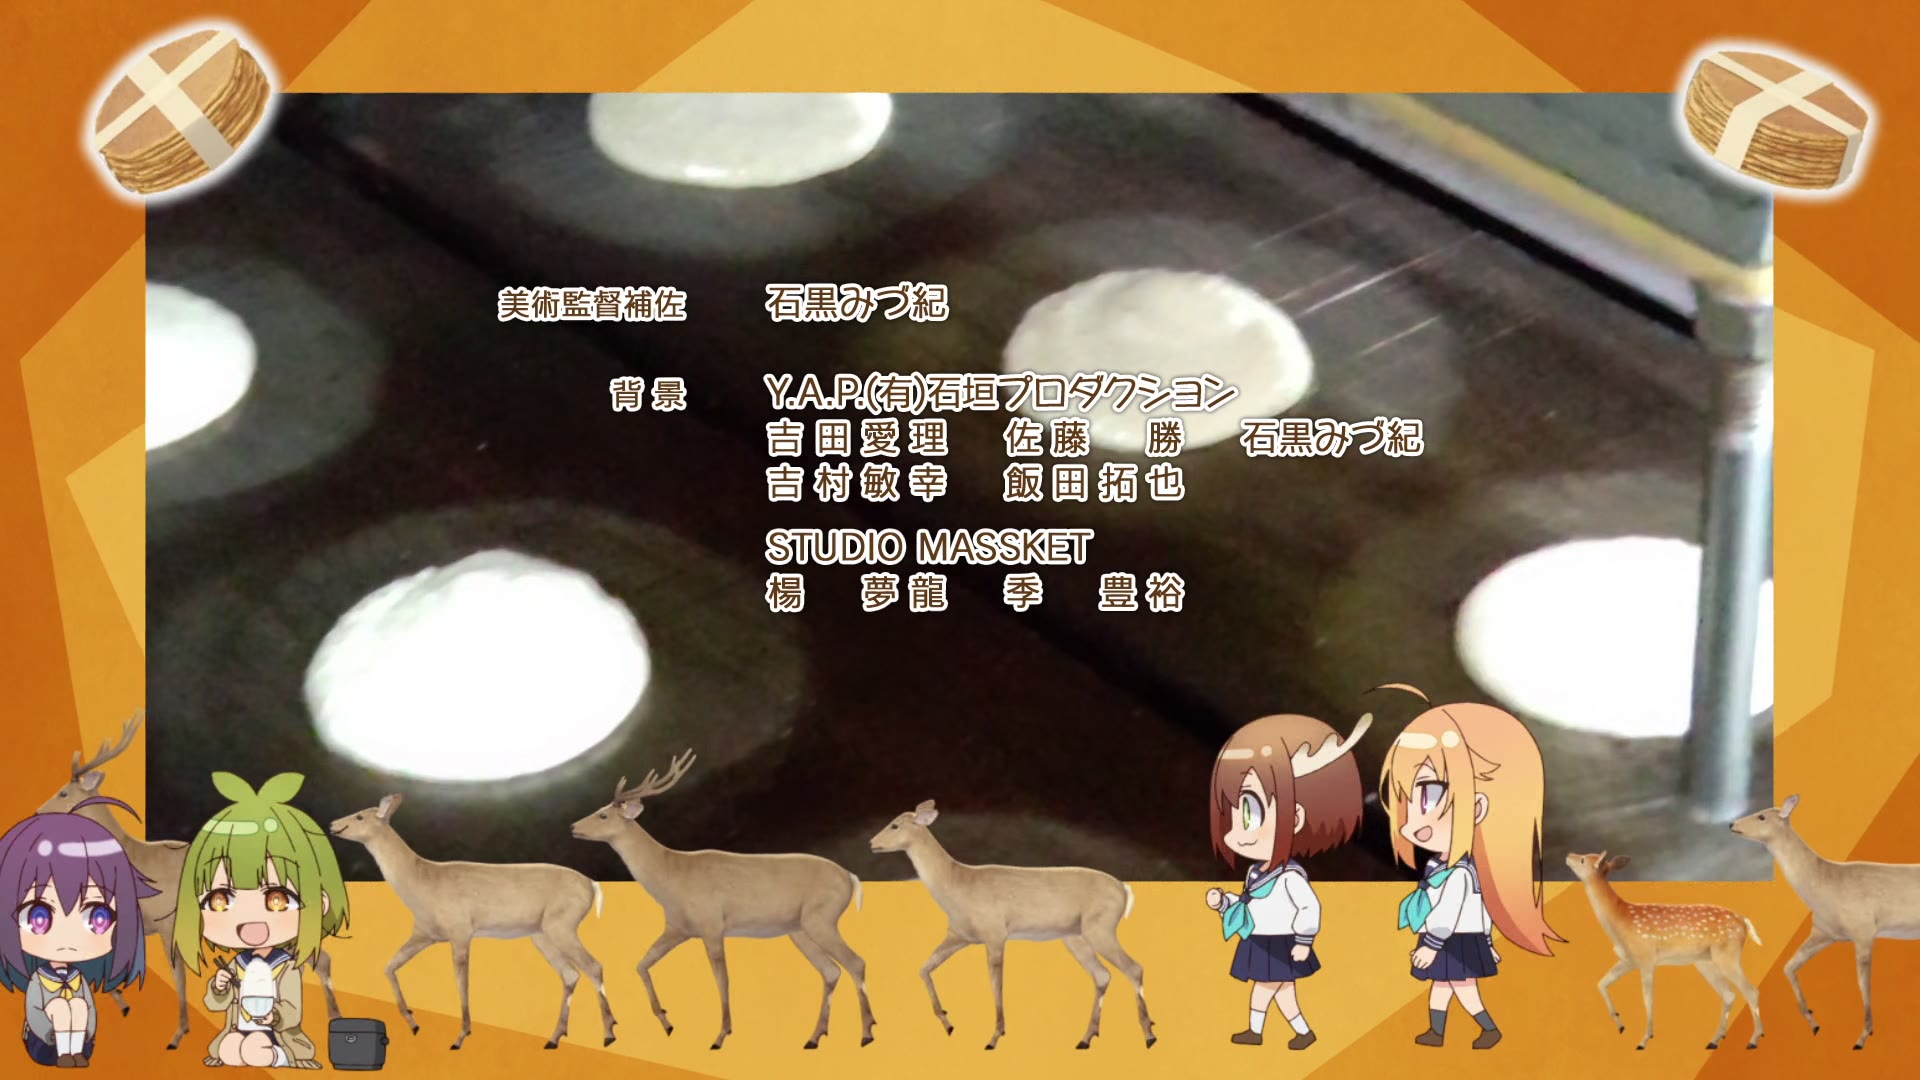 美術監督補佐 石黒みづ紀
背景 Y.A.P.(有)石垣プロダクション
吉田愛理 佐藤 勝 石黒みづ紀
吉村敏幸 飯田拓也
STUDIO MASSKET
楊 夢龍 季 豊裕